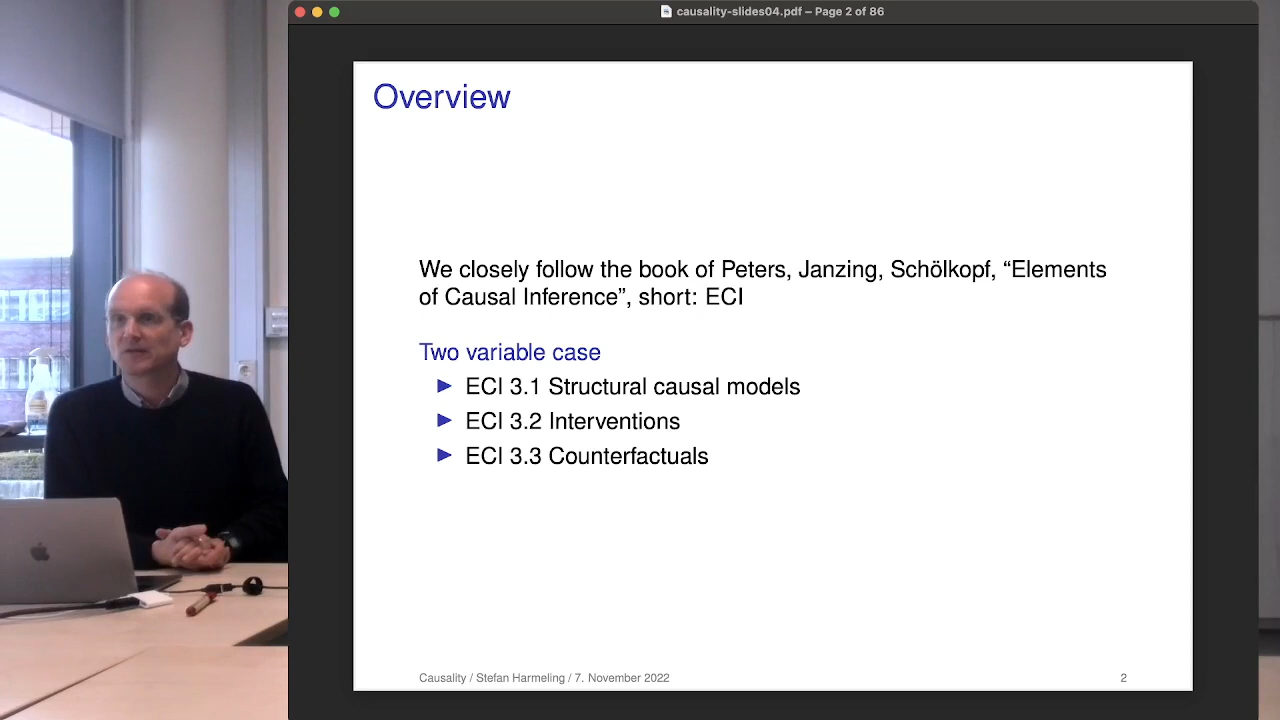 causality-slides04.pdf – Page 2 of 86
Overview
We closely follow the book of Peters, Janzing, Schölkopf, “Elements
of Causal Inference”, short: ECI
Two variable case
► ECI 3.1 Structural causal models
► ECI 3.2 Interventions
► ECI 3.3 Counterfactuals
Causality / Stefan Harmeling / 7. November 2022
2